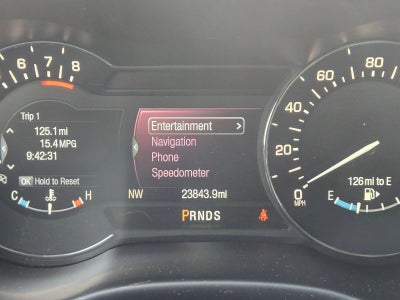 6 7 8
Trip 1
125.1 mi
15.4 MPG
9:42:31
OK Hold to Reset
C H
Entertainment >
Navigation
Phone
Speedometer
NW 23843.9mi
PRNDS
0 20 40 60 80
MPH
126 mi to E
E